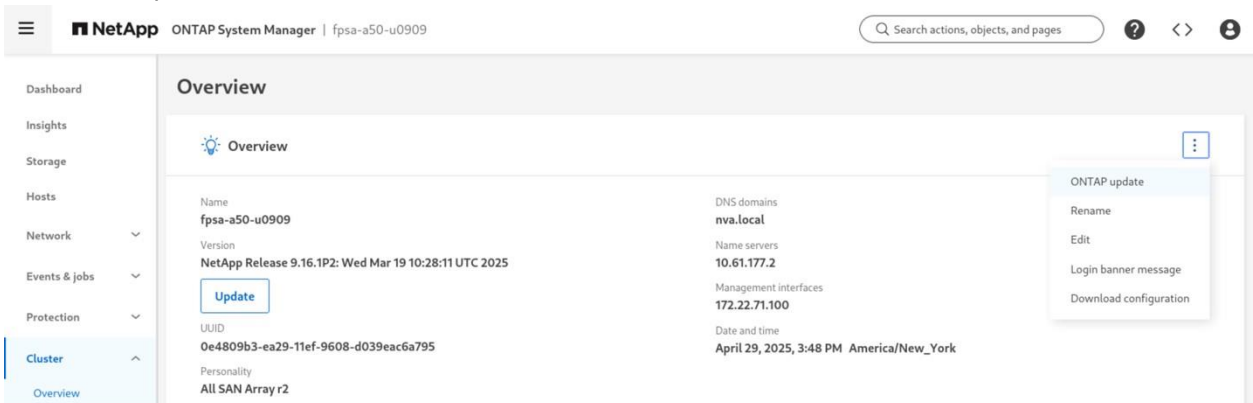 NetApp ONTAP System Manager | fpsa-a50-u0909
Search actions, objects, and pages
Dashboard
Insights
Storage
Hosts
Network
Events & jobs
Protection
Cluster
Overview
Overview
Overview
Name
fpsa-a50-u0909
Version
NetApp Release 9.16.1P2: Wed Mar 19 10:28:11 UTC 2025
Update
UUID
0e4809b3-ea29-11ef-9608-d039eac6a795
Personality
All SAN Array r2
DNS domains
nva.local
Name servers
10.61.177.2
Management interfaces
172.22.71.100
Date and time
April 29, 2025, 3:48 PM America/New_York
ONTAP update
Rename
Edit
Login banner message
Download configuration